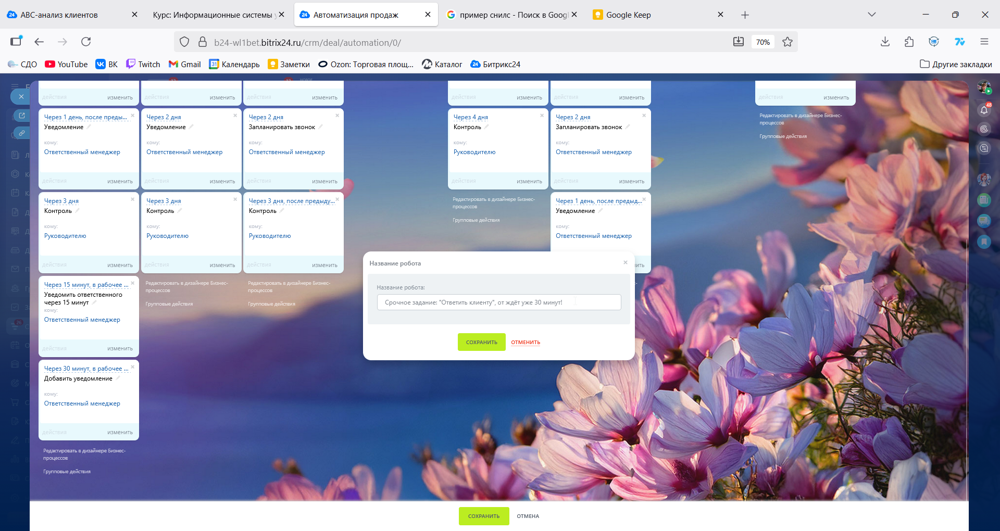 АВС-анализ клиентов
Курс: Информационные системы у
Автоматизация продаж
пример снилс - Поиск в Googl
Google Keep
b24-wl1bet.bitrix24.ru/crm/deal/automation/0/
70%
СДО
YouTube
ВК
Twitch
Gmail
Календарь
Заметки
Ozon: Торговая площ...
Каталог
Битрикс24
Другие закладки
действия изменить
действия изменить
действия изменить
действия изменить
действия изменить
действия изменить
48
26
Через 1 день, после преды...
Уведомление
кому:
Ответственный менеджер
действия изменить
Через 2 дня
Уведомление
кому:
Ответственный менеджер
действия изменить
Через 2 дня
Запланировать звонок
кому:
Ответственный менеджер
действия изменить
Через 4 дня
Контроль
кому:
Руководителю
действия изменить
Через 2 дня
Запланировать звонок
кому:
Ответственный менеджер
действия изменить
Редактировать в дизайнере Бизнес-
процессов
Групповые действия
Через 3 дня
Контроль
кому:
Руководителю
действия изменить
Через 3 дня
Контроль
кому:
Руководителю
действия изменить
Через 3 дня, после предыду...
Контроль
кому:
Руководителю
действия изменить
Редактировать в дизайнере Бизнес-
процессов
Групповые действия
Через 1 день, после предыд...
Уведомление
кому:
Ответственный менеджер
Через 15 минут, в рабочее ...
Уведомить ответственного
через 15 минут
кому:
Ответственный менеджер
действия изменить
Редактировать в дизайнере Бизнес-
процессов
Групповые действия
Редактировать в дизайнере Бизнес-
процессов
Групповые действия
Через 30 минут, в рабочее ...
Добавить уведомление
кому:
Ответственный менеджер
действия изменить
Редактировать в дизайнере Бизнес-
процессов
Групповые действия
Название робота
Название робота:
Срочное задание: "Ответить клиенту", от ждёт уже 30 минут!
СОХРАНИТЬ
ОТМЕНИТЬ
СОХРАНИТЬ
ОТМЕНА